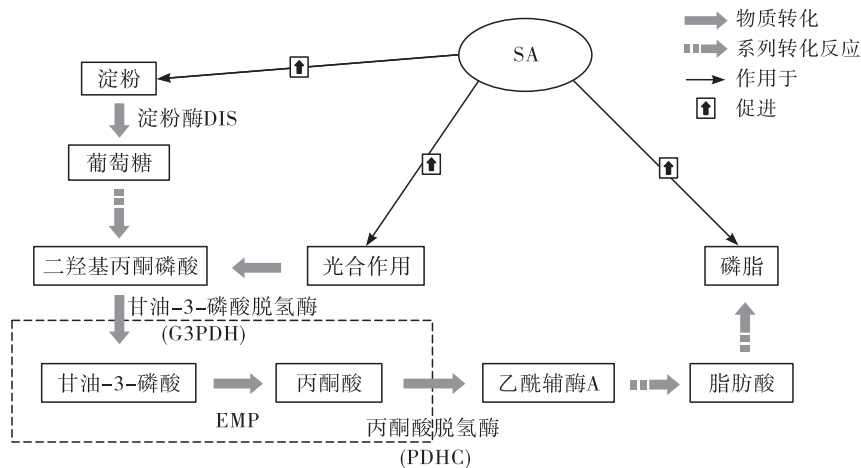 SA
物质转化
系列转化反应
作用于
促进
淀粉
淀粉酶DIS
葡萄糖
二羟基丙酮磷酸
光合作用
磷脂
甘油-3-磷酸脱氢酶
(G3PDH)
甘油-3-磷酸
丙酮酸
乙酰辅酶A
脂肪酸
EMP
丙酮酸脱氢酶
(PDHC)